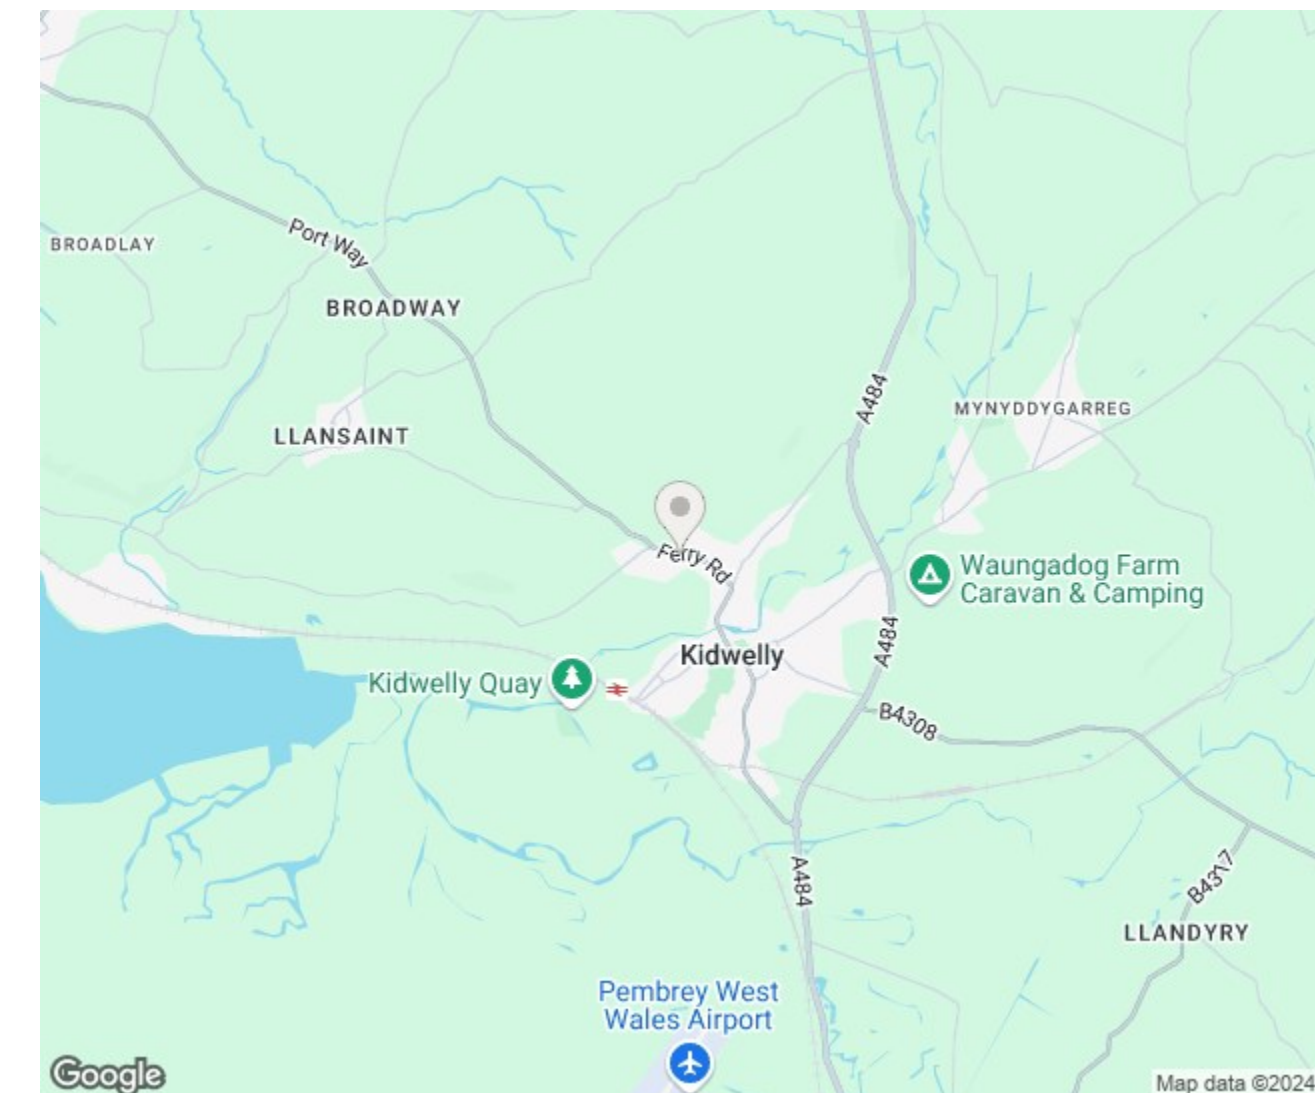 Port Way
BROADLAY
BROADWAY
A484
MYNYDDYGARREG
LLANSAINT
Ferry Rd
Waungadog Farm
Caravan & Camping
A484
Kidwelly
Kidwelly Quay
B4308
A484
B4317
LLANDYRY
Pembrey West
Wales Airport
Google
Map data ©2024